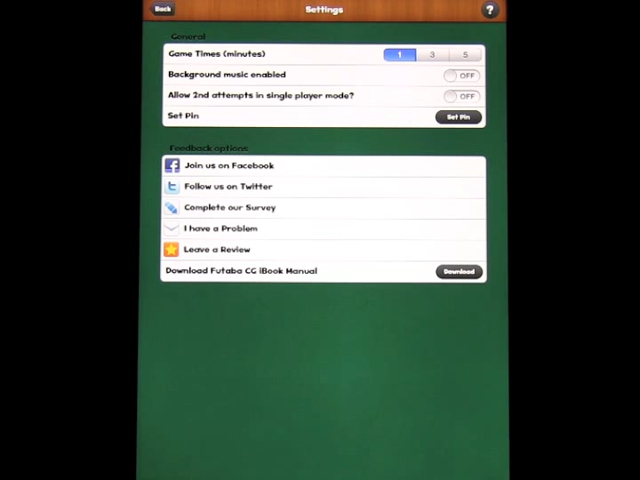 Back
Settings
?
General
Game Times (minutes)
1
3
5
Background music enabled
OFF
Allow 2nd attempts in single player mode?
OFF
Set Pin
Set Pin
Feedback options
Join us on Facebook
Follow us on Twitter
Complete our Survey
I have a Problem
Leave a Review
Download Futaba CG iBook Manual
Download